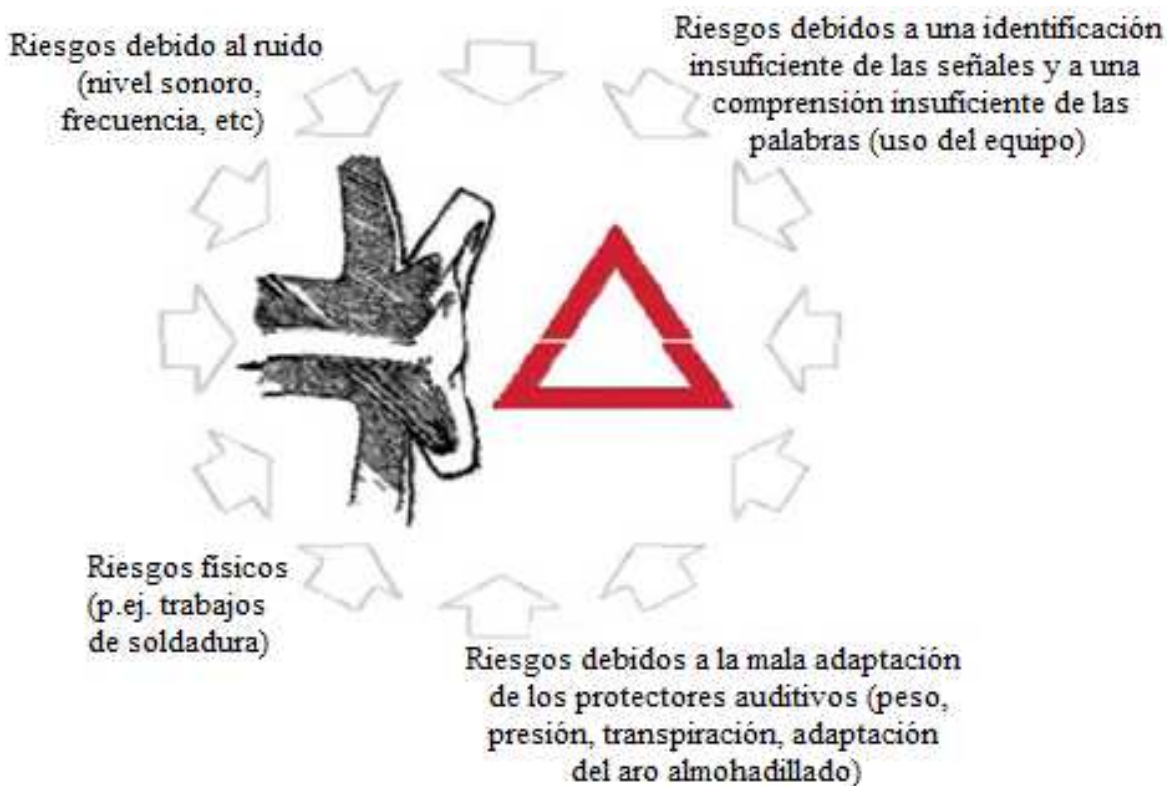 Riesgos debido al ruido
(nivel sonoro,
frecuencia, etc)
Riesgos debidos a una identificación
insuficiente de las señales y a una
comprensión insuficiente de las
palabras (uso del equipo)
Riesgos físicos
(p.ej. trabajos
de soldadura)
Riesgos debidos a la mala adaptación
de los protectores auditivos (peso,
presión, transpiración, adaptación
del aro almohadillado)